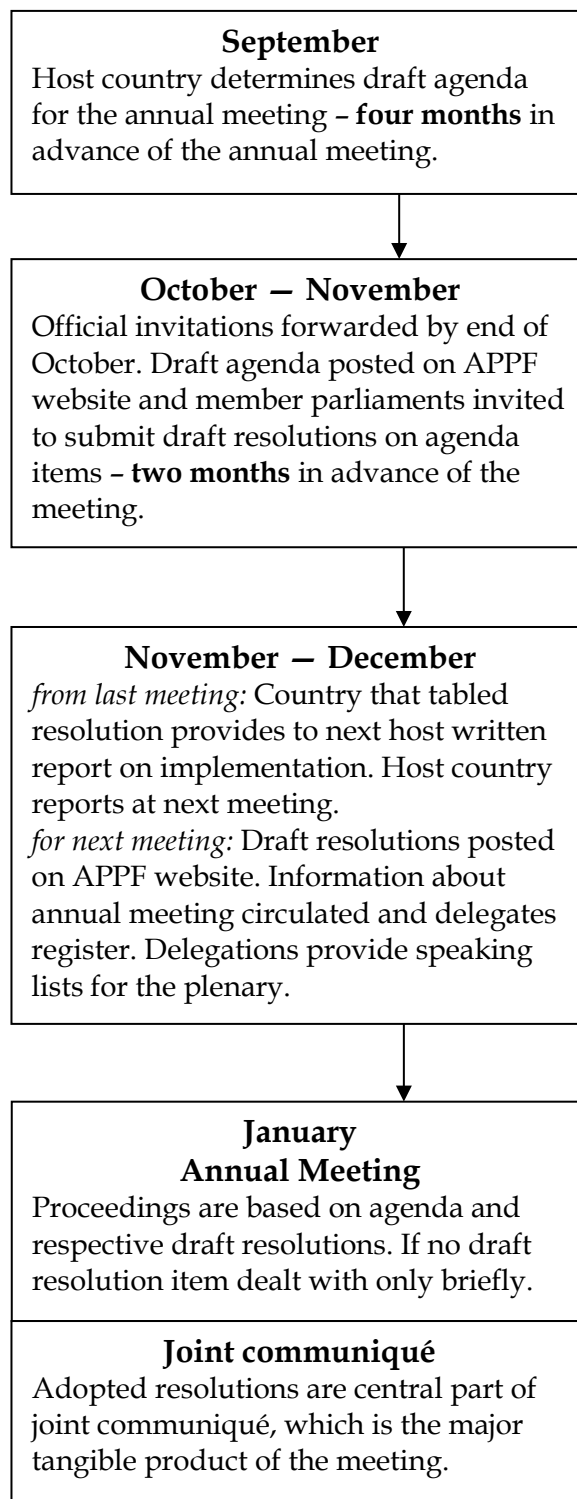 September
Host country determines draft agenda
for the annual meeting – four months in
advance of the annual meeting.
October — November
Official invitations forwarded by end of
October. Draft agenda posted on APPF
website and member parliaments invited
to submit draft resolutions on agenda
items – two months in advance of the
meeting.
November — December
from last meeting: Country that tabled
resolution provides to next host written
report on implementation. Host country
reports at next meeting.
for next meeting: Draft resolutions posted
on APPF website. Information about
annual meeting circulated and delegates
register. Delegations provide speaking
lists for the plenary.
January
Annual Meeting
Proceedings are based on agenda and
respective draft resolutions. If no draft
resolution item dealt with only briefly.
Joint communiqué
Adopted resolutions are central part of
joint communiqué, which is the major
tangible product of the meeting.